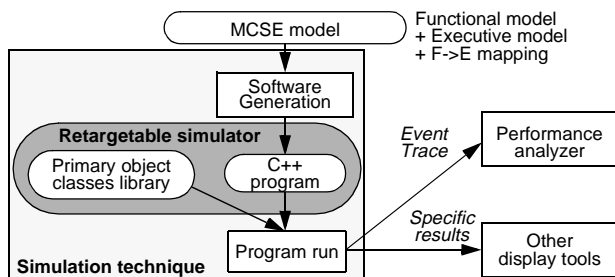 MCSE model
Functional model
+ Executive model
+ F->E mapping
Software
Generation
Retargetable simulator
Primary object
classes library
C++
program
Event
Trace
Performance
analyzer
Program run
Specific
results
Other
display tools
Simulation technique